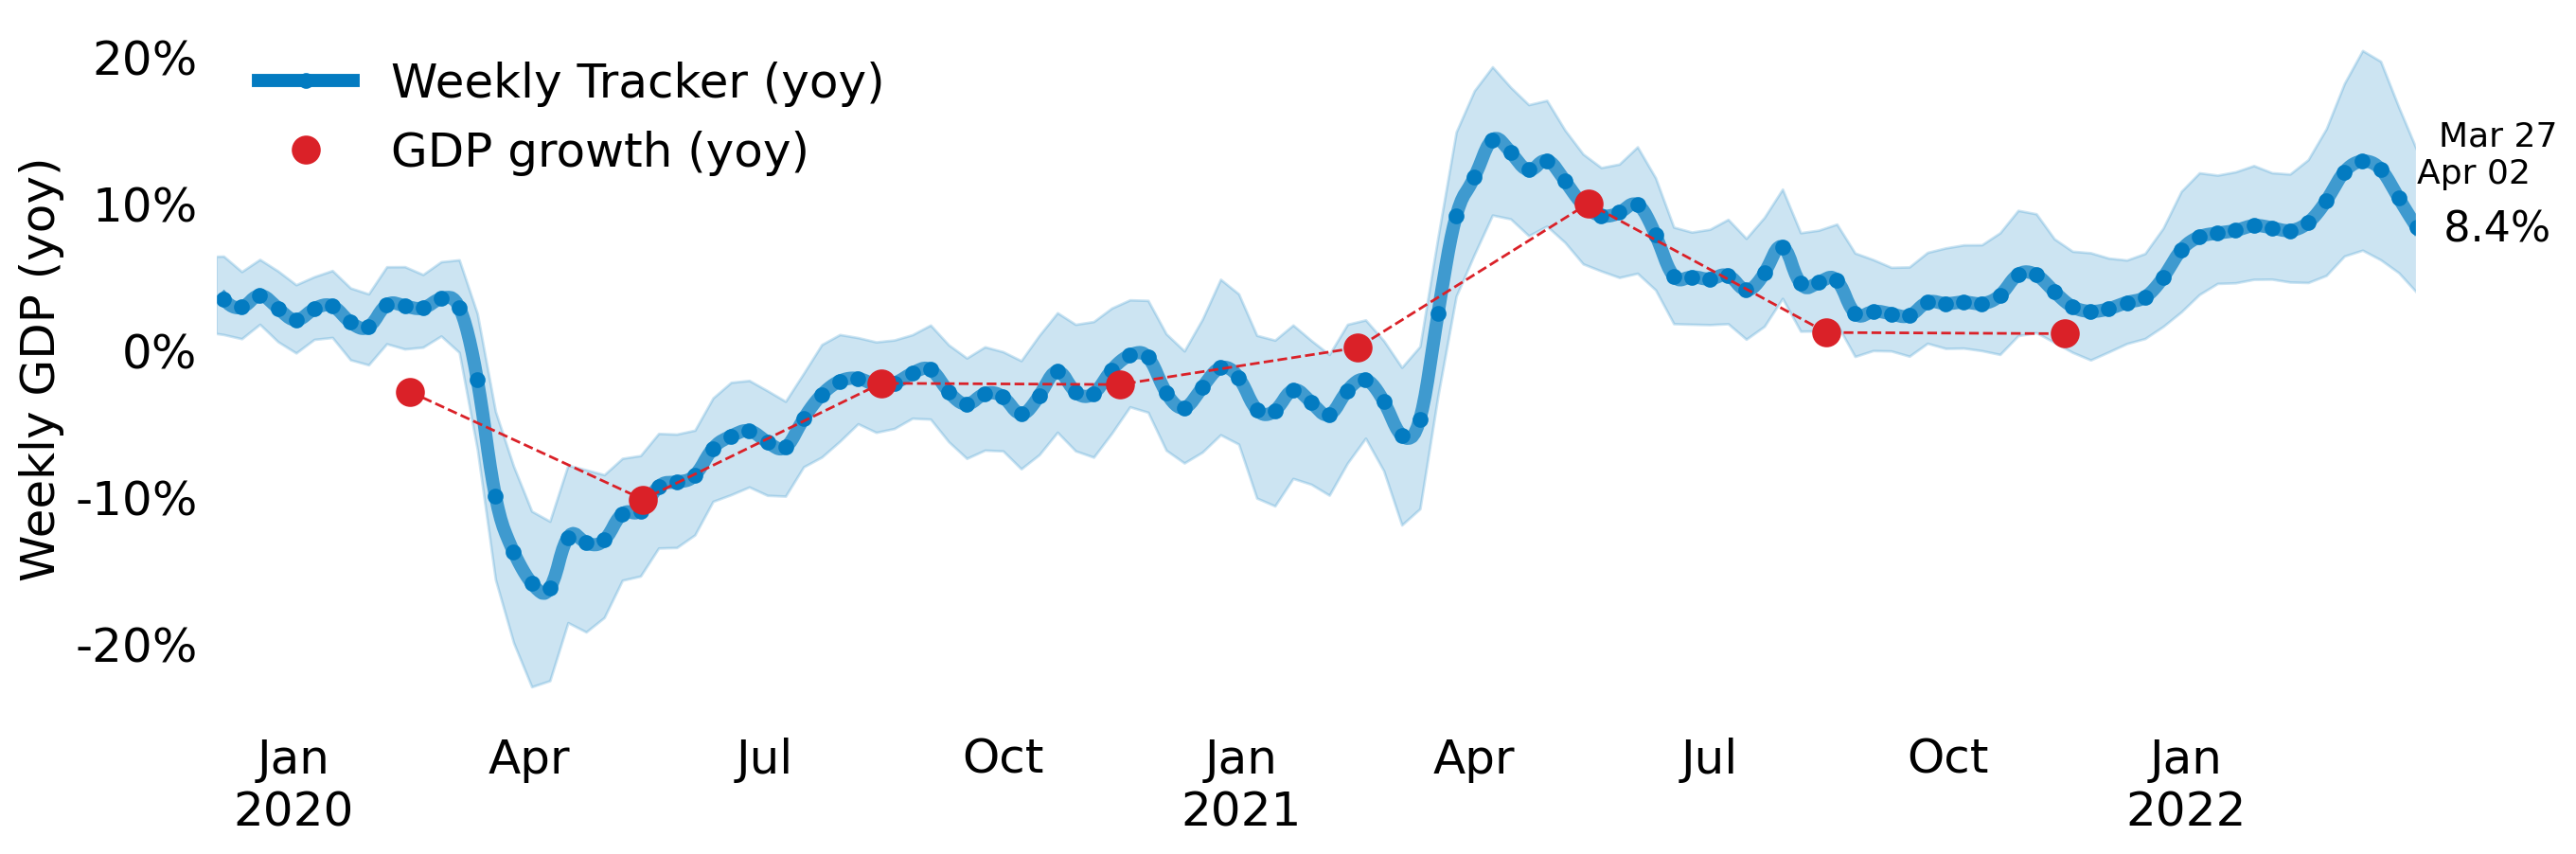 Weekly GDP (yoy)
20%
10%
0%
-10%
-20%
Weekly Tracker (yoy)
GDP growth (yoy)
Mar 27
Apr 02
8.4%
Jan
2020
Apr
Jul
Oct
Jan
2021
Apr
Jul
Oct
Jan
2022